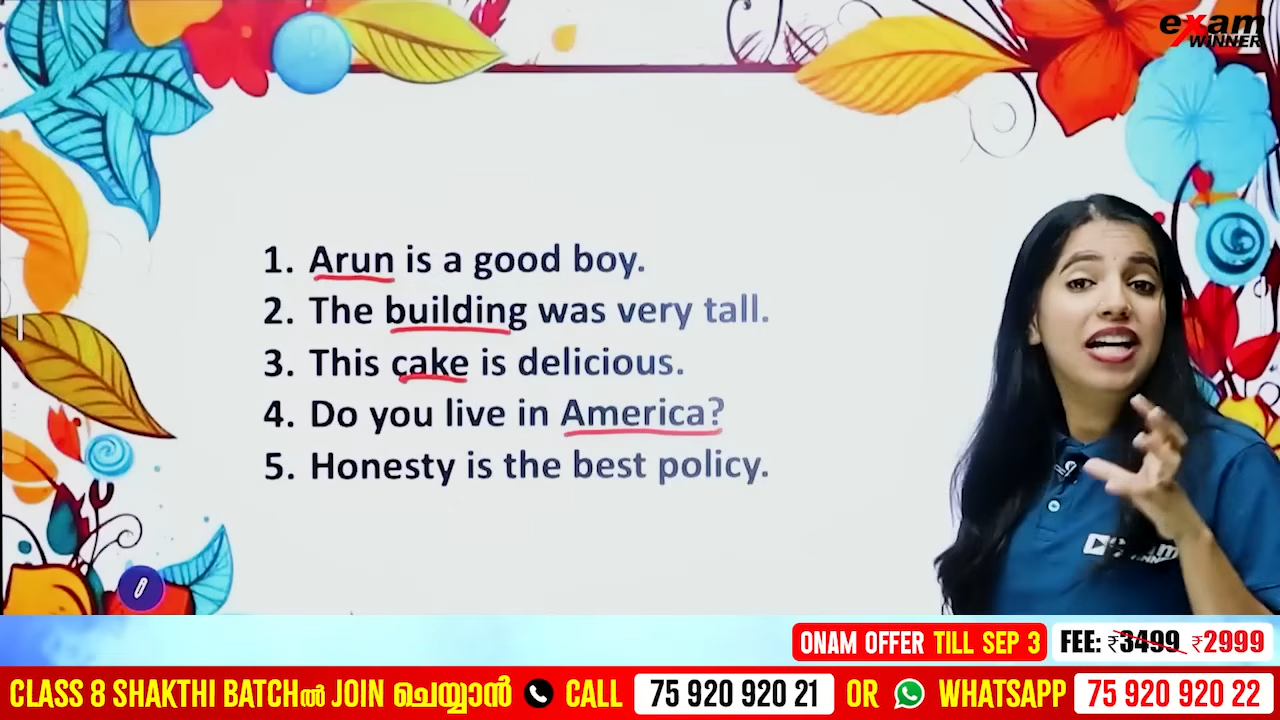 exam
WINNER
1. Arun is a good boy.
2. The building was very tall.
3. This cake is delicious.
4. Do you live in America?
5. Honesty is the best policy.
ONAM OFFER TILL SEP 3 FEE: ₹3499 ₹2999
CLASS 8 SHAKTHI BATCHൽ JOIN ചെയ്യാൻ CALL 75 920 920 21 OR WHATSAPP 75 920 920 22